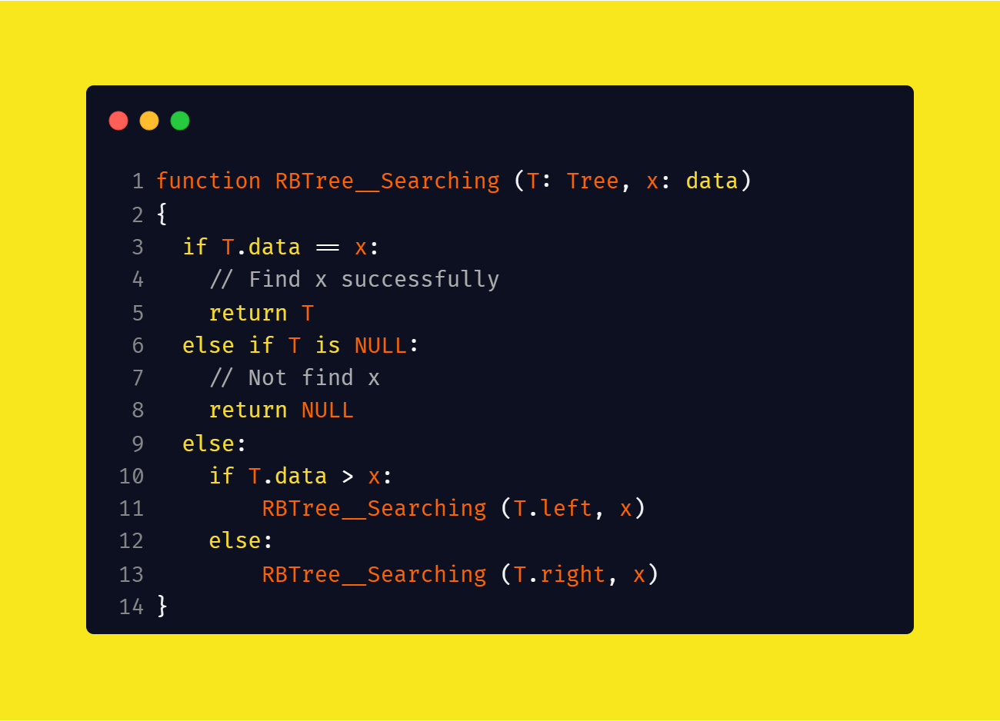 1 function RBTree__Searching (T: Tree, x: data)
2 {
3   if T.data == x:
4     // Find x successfully
5     return T
6   else if T is NULL:
7     // Not find x
8     return NULL
9   else:
10     if T.data > x:
11         RBTree__Searching (T.left, x)
12     else:
13         RBTree__Searching (T.right, x)
14 }